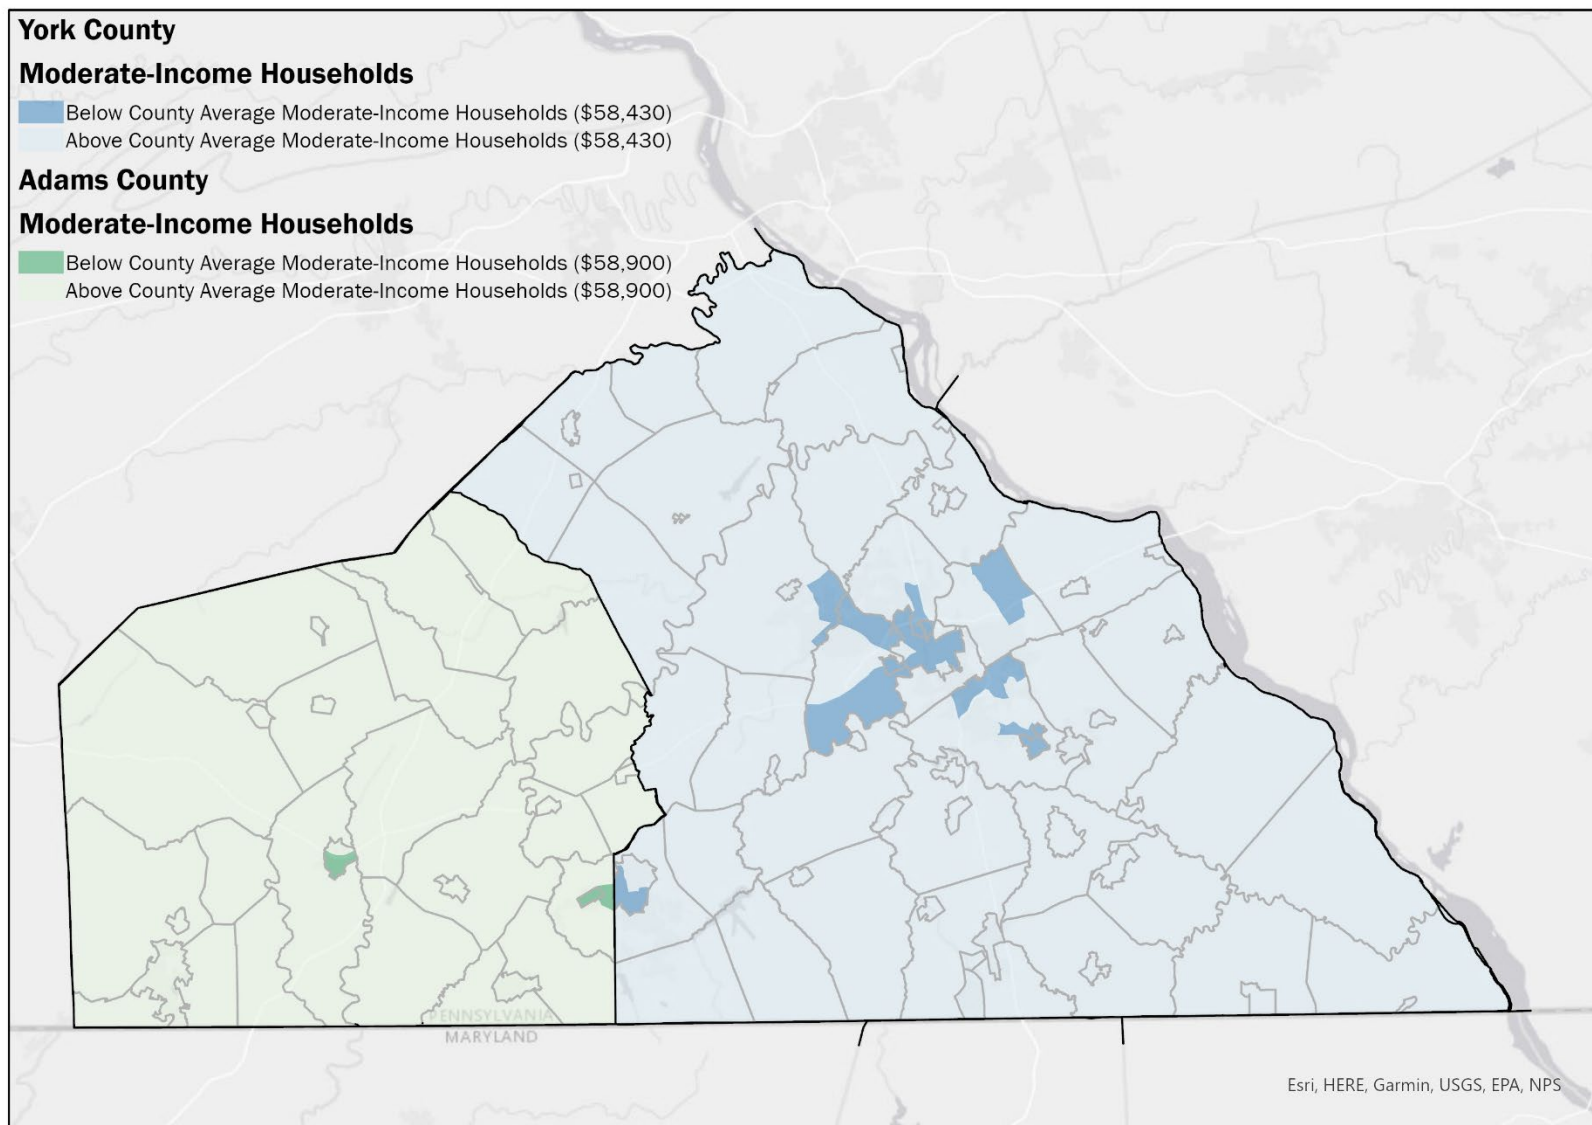 York County
Moderate-Income Households
Below County Average Moderate-Income Households ($58,430)
Above County Average Moderate-Income Households ($58,430)
Adams County
Moderate-Income Households
Below County Average Moderate-Income Households ($58,900)
Above County Average Moderate-Income Households ($58,900)
PENNSYLVANIA
MARYLAND
Esri, HERE, Garmin, USGS, EPA, NPS